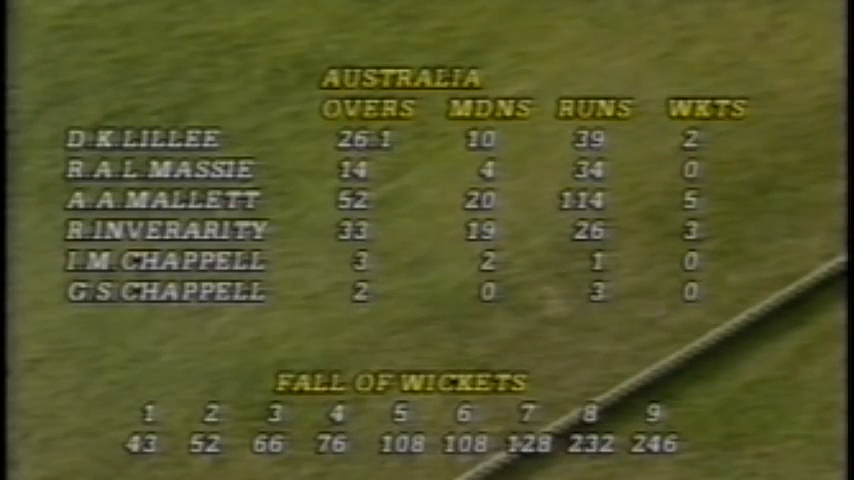 AUSTRALIA
OVERS MDNS RUNS WKTS
D.K.LILLEE 26.1 10 39 2
R.A.L.MASSIE 14 4 34 0
A.A.MALLETT 52 20 114 5
R.INVERARITY 33 19 26 3
I.M.CHAPPELL 3 2 1 0
G.S.CHAPPELL 2 0 3 0
FALL OF WICKETS
1 2 3 4 5 6 7 8 9
43 52 66 76 108 108 128 232 246